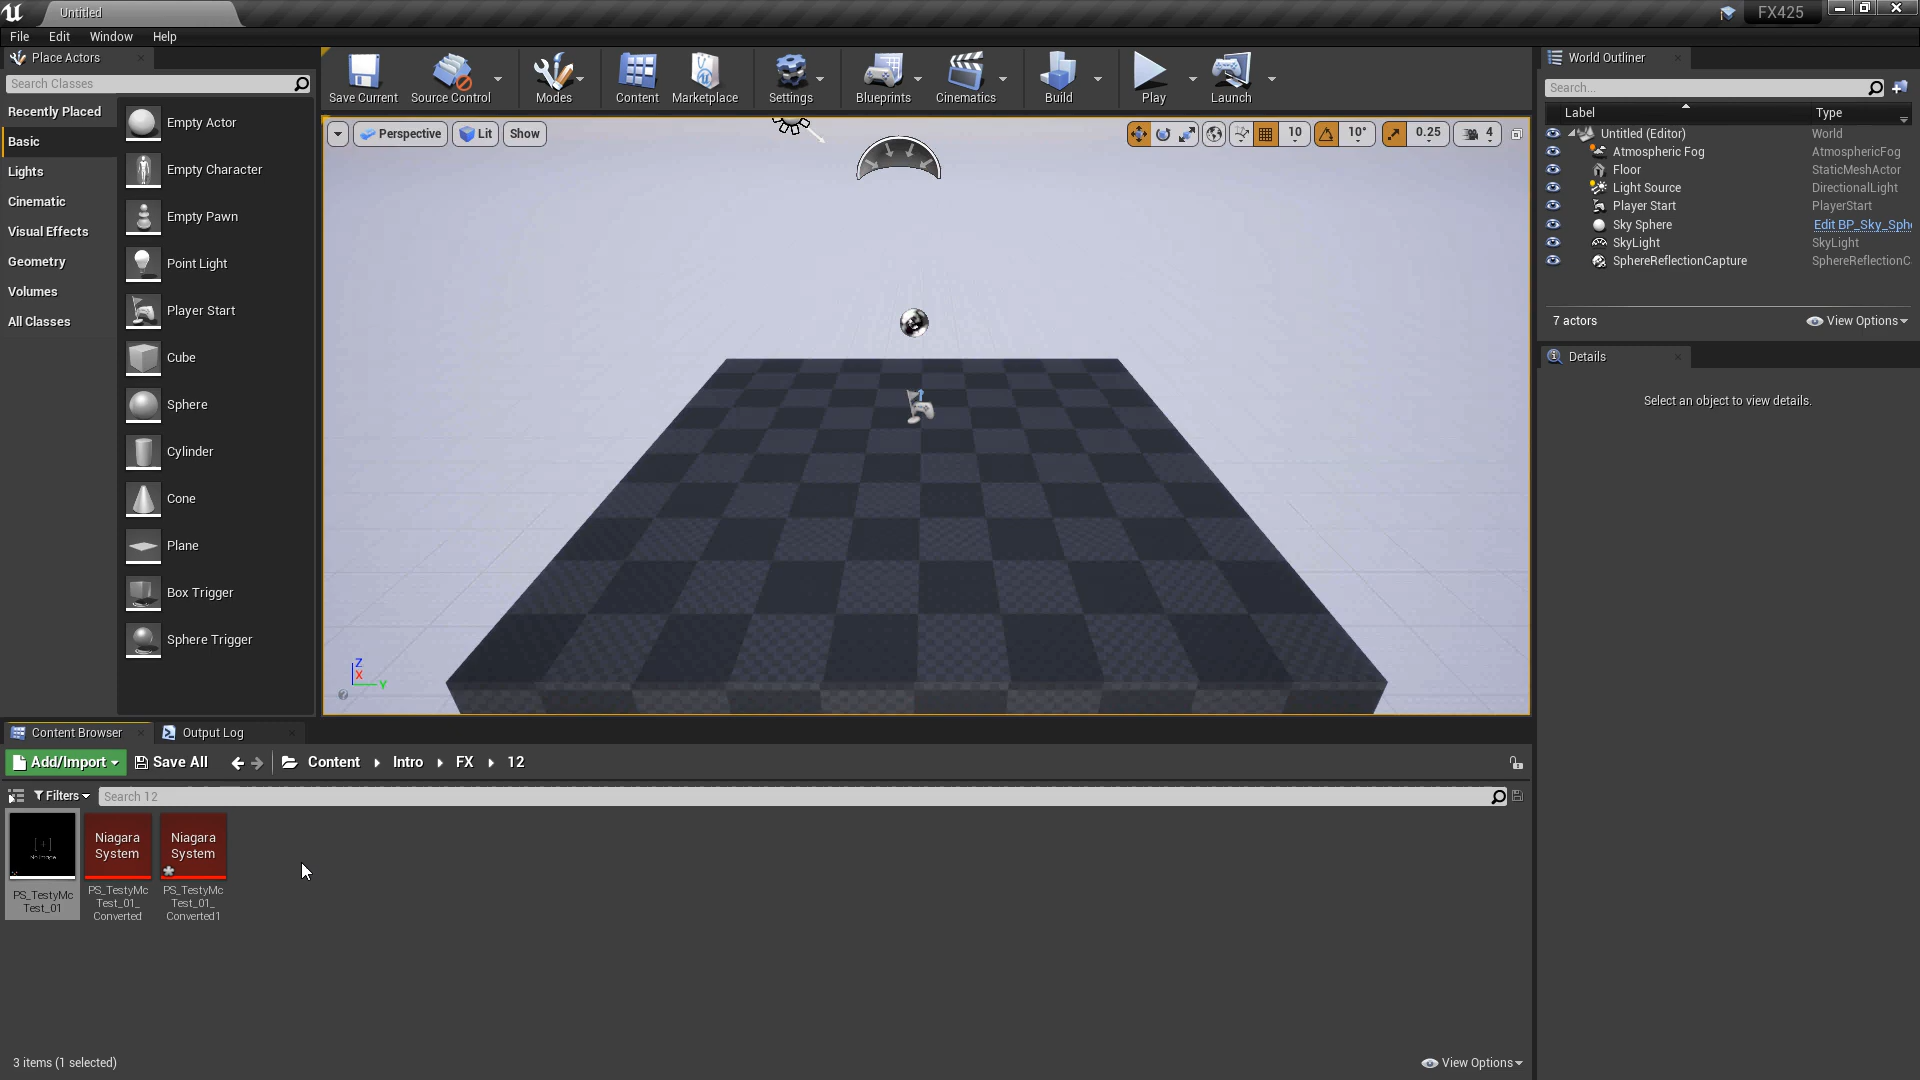 Untitled
FX425
File Edit Window Help
Place Actors
Search Classes
Recently Placed
Basic
Lights
Cinematic
Visual Effects
Geometry
Volumes
All Classes
Empty Actor
Empty Character
Empty Pawn
Point Light
Player Start
Cube
Sphere
Cylinder
Cone
Plane
Box Trigger
Sphere Trigger
Save Current
Source Control
Modes
Content
Marketplace
Settings
Blueprints
Cinematics
Build
Play
Launch
Perspective
Lit
Show
10
10°
0.25
4
Z
X
Y
World Outliner
Search...
Label Type
Untitled (Editor) World
Atmospheric Fog AtmosphericFog
Floor StaticMeshActor
Light Source DirectionalLight
Player Start PlayerStart
Sky Sphere Edit BP_Sky_Sph
SkyLight SkyLight
SphereReflectionCapture SphereReflectionC
7 actors View Options
Details
Select an object to view details.
Content Browser
Output Log
Add/Import Save All Content Intro FX 12
Filters
Search 12
PS_TestyMc
Test_01
Niagara
System
PS_TestyMc
Test_01_
Converted
Niagara
System
PS_TestyMc
Test_01_
Converted1
3 items (1 selected)
View Options